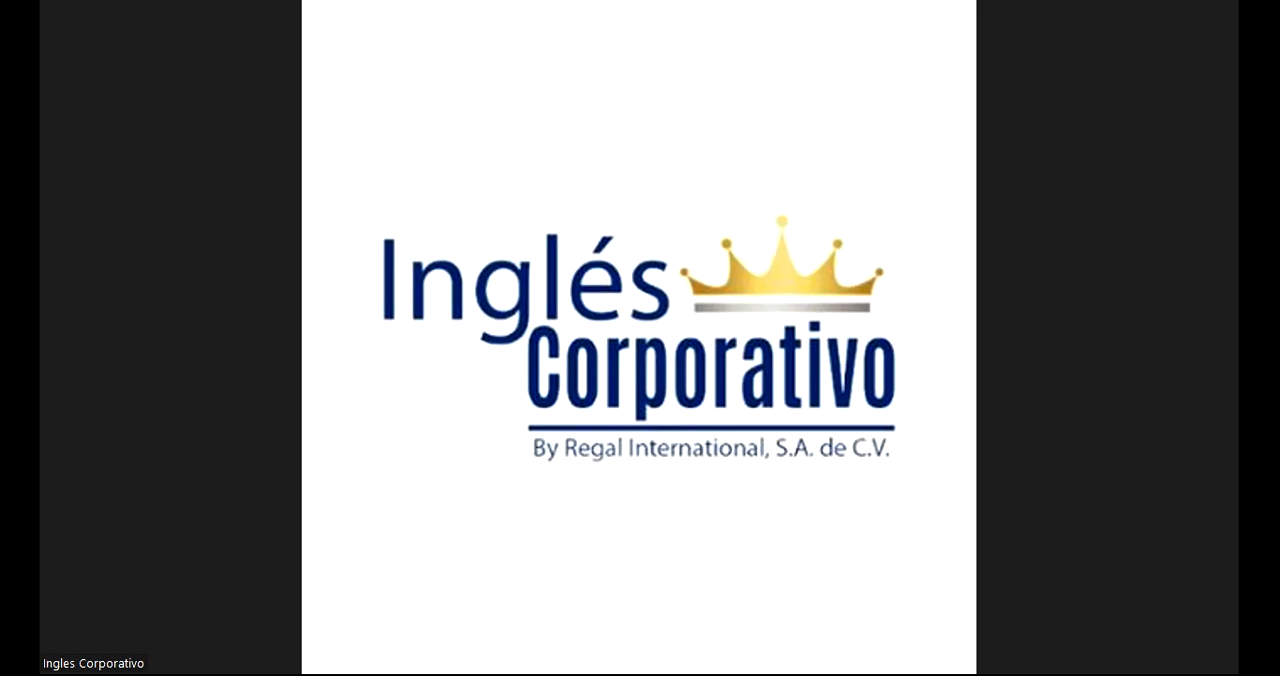 Inglés
Corporativo
By Regal International, S.A. de C.V.
Ingles Corporativo